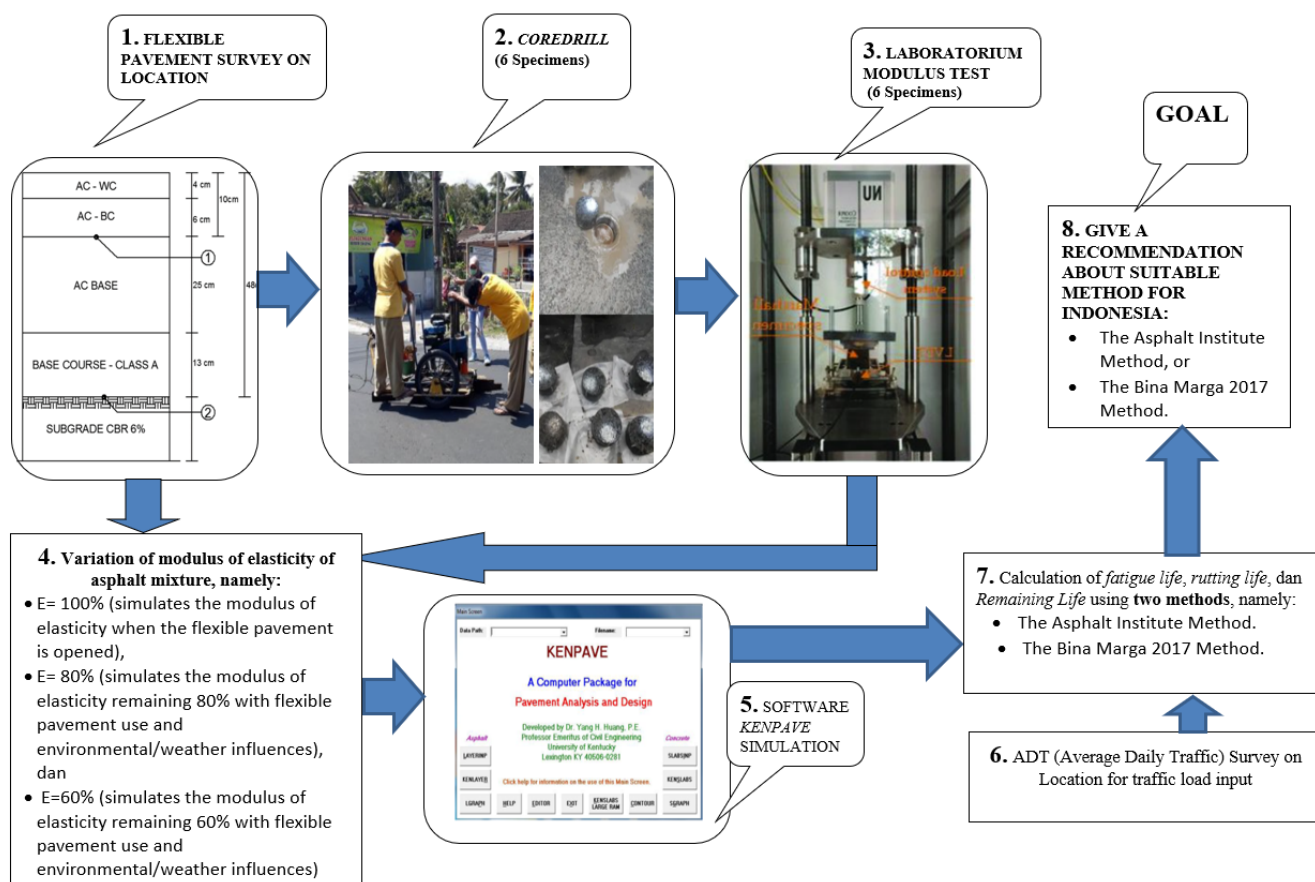 1. FLEXIBLE
PAVEMENT SURVEY ON
LOCATION
2. COREDRILL
(6 Specimens)
3. LABORATORIUM
MODULUS TEST
(6 Specimens)
GOAL
AC - WC
4 cm
10cm
AC - BC
6 cm
1
AC BASE
25 cm
48
BASE COURSE - CLASS A
13 cm
2
SUBGRADE CBR 6%
NU
Load control
system
Marshall
specimen
LVDT
8. GIVE A
RECOMMENDATION
ABOUT SUITABLE
METHOD FOR
INDONESIA:
• The Asphalt Institute
Method, or
• The Bina Marga 2017
Method.
4. Variation of modulus of elasticity of
asphalt mixture, namely:
• E= 100% (simulates the modulus of
elasticity when the flexible pavement
is opened),
• E= 80% (simulates the modulus of
elasticity remaining 80% with flexible
pavement use and
environmental/weather influences),
dan
• E=60% (simulates the modulus of
elasticity remaining 60% with flexible
pavement use and
environmental/weather influences)
Main Screen
Data Path:
Filename:
KENPAVE
A Computer Package for
Pavement Analysis and Design
Developed by Dr. Yang H. Huang, P.E.
Professor Emeritus of Civil Engineering
University of Kentucky
Lexington KY 40506-0281
Asphalt
Concrete
LAYERINP
SLABSINP
KENLAYER
Click help for information on the use of this Main Screen.
KENSLABS
LGRAPH
HELP
EDITOR
EXIT
KENSLABS
LARGE RAM
CONTOUR
SGRAPH
5. SOFTWARE
KENPAVE
SIMULATION
7. Calculation of fatigue life, rutting life, dan
Remaining Life using two methods, namely:
• The Asphalt Institute Method.
• The Bina Marga 2017 Method.
6. ADT (Average Daily Traffic) Survey on
Location for traffic load input